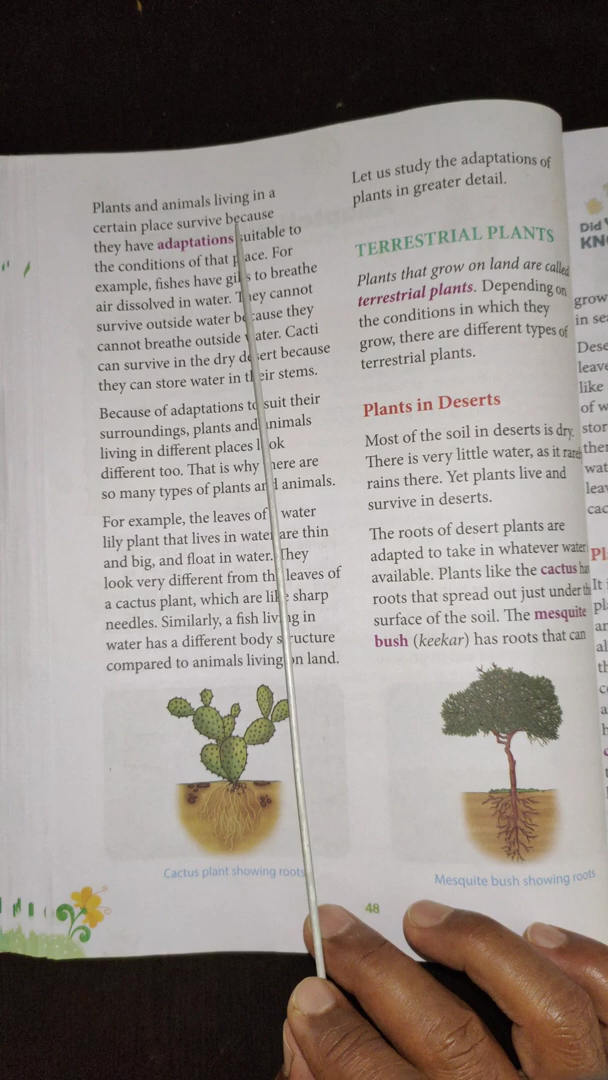 Plants and animals living in a
certain place survive because
they have adaptations suitable to
the conditions of that place. For
example, fishes have gills to breathe
air dissolved in water. They cannot
survive outside water because they
cannot breathe outside water. Cacti
can survive in the dry desert because
they can store water in their stems.
Because of adaptations to suit their
surroundings, plants and animals
living in different places look
different too. That is why there are
so many types of plants and animals.
For example, the leaves of water
lily plant that lives in water are thin
and big, and float in water. They
look very different from the leaves of
a cactus plant, which are like sharp
needles. Similarly, a fish living in
water has a different body structure
compared to animals living on land.
Cactus plant showing roots
Let us study the adaptations of
plants in greater detail.
TERRESTRIAL PLANTS
Plants that grow on land are called
terrestrial plants. Depending on
the conditions in which they
grow, there are different types of
terrestrial plants.
Plants in Deserts
Most of the soil in deserts is dry.
There is very little water, as it rarely
rains there. Yet plants live and
survive in deserts.
The roots of desert plants are
adapted to take in whatever water
available. Plants like the cactus
roots that spread out just under
surface of the soil. The mesquite
bush (keekar) has roots that can
Mesquite bush showing roots
48
Did
grow
in
like
of